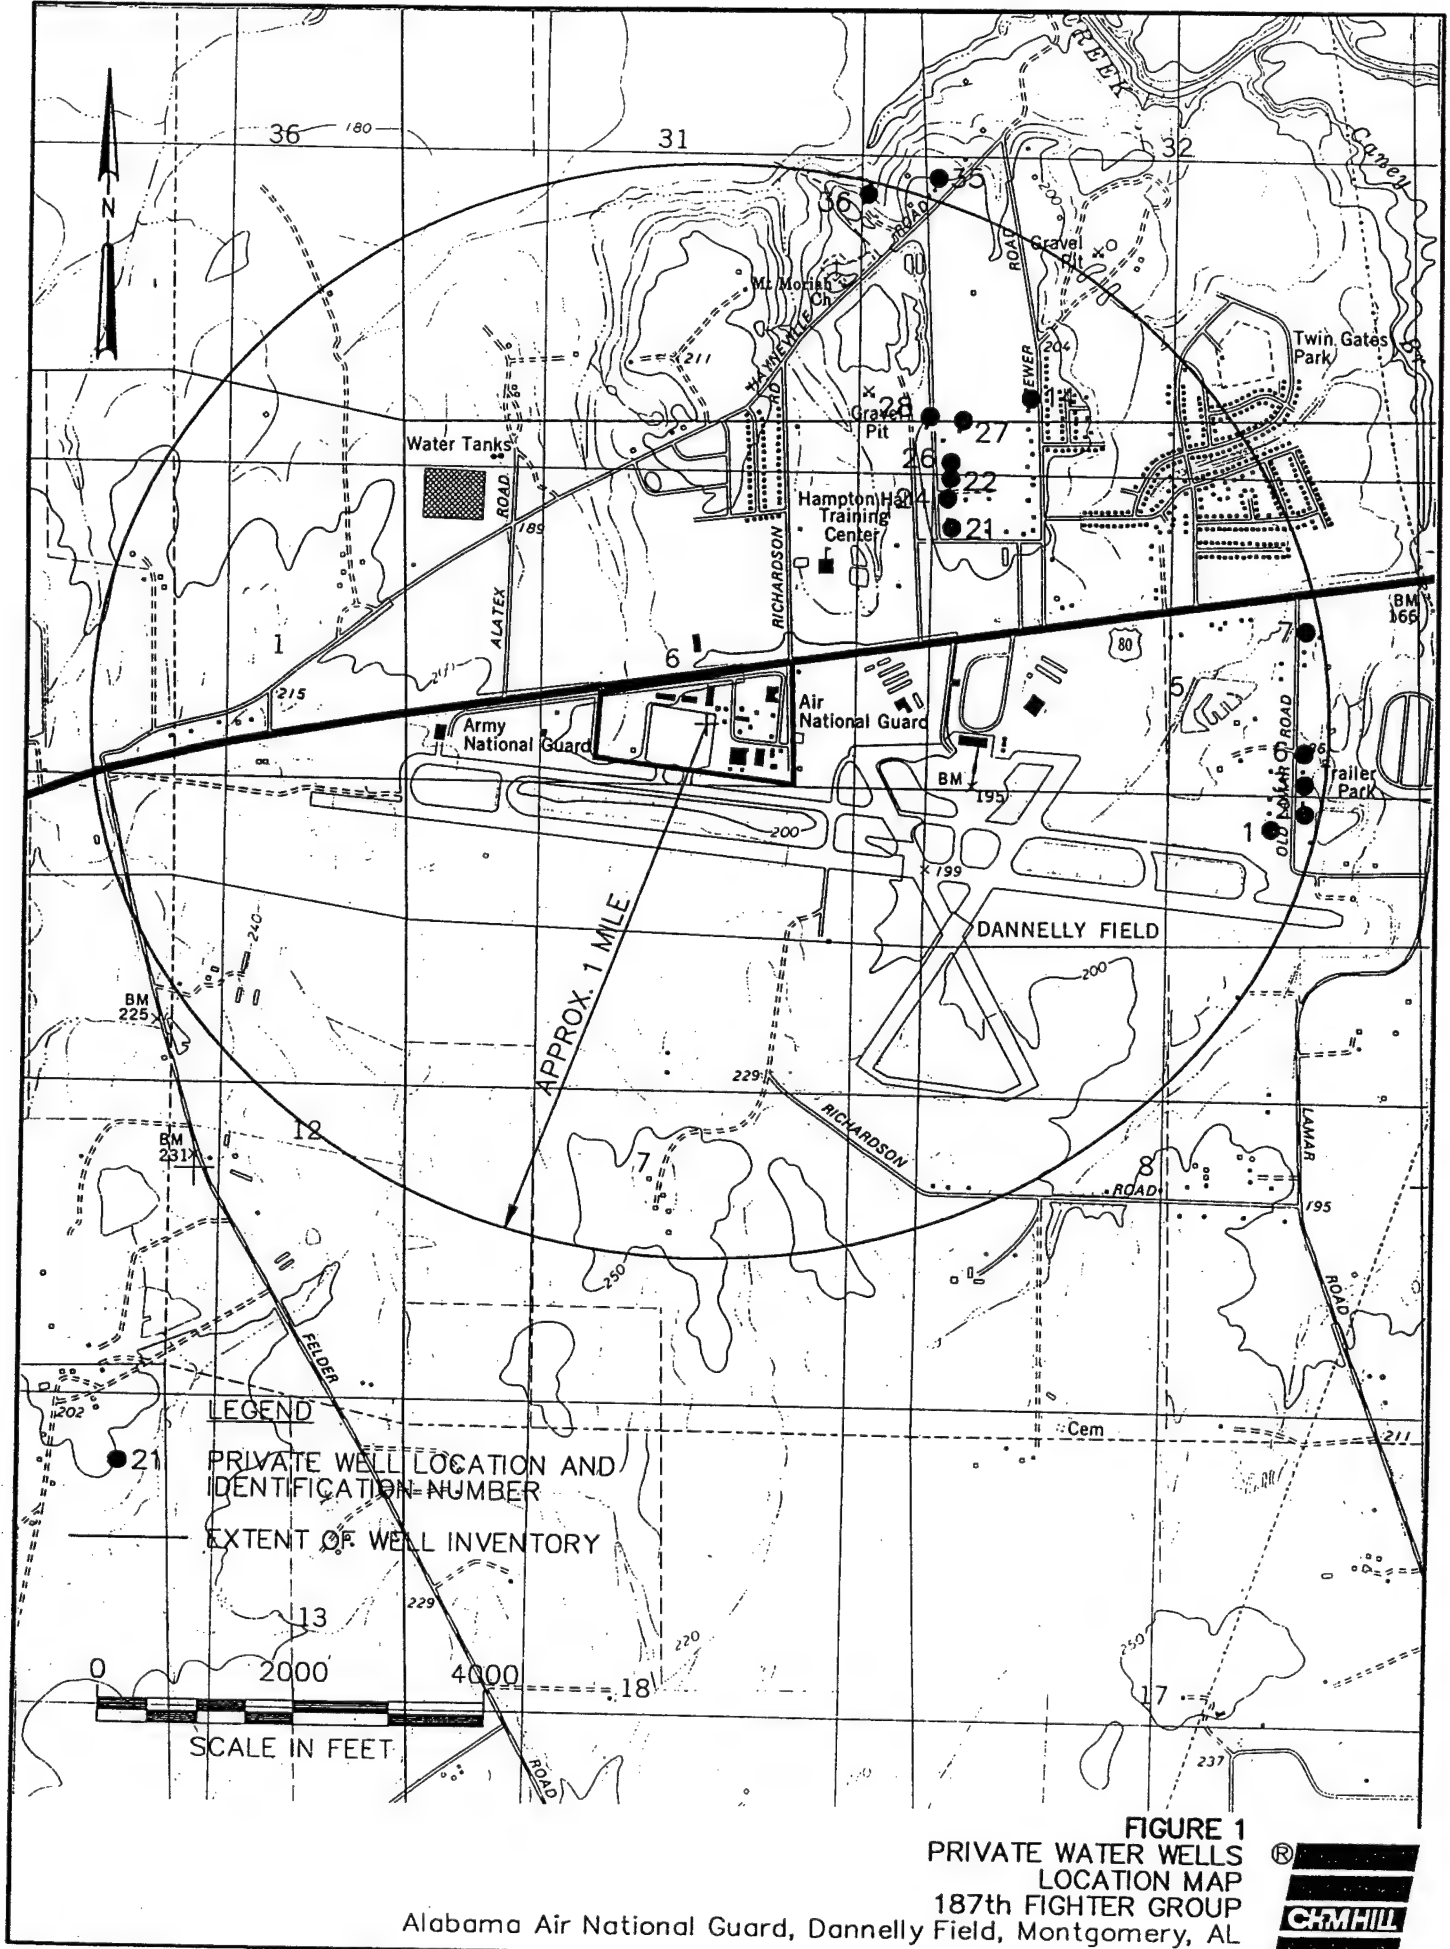 CREEK
Caney
36
180
31
32
N
35
36
ROAD
200
ROAD
Gravel
Pit
Mt Moriah
Ch
HAYNEVILLE
211
204
Twin Gates
Park
RD
28
Gravel
Pit
27
Water Tanks
26
22
24
Hampton Hall
Training
Center
21
ROAD
189
ALATEX
RICHARDSON
BM
166
80
7
1
6
5
215
Air
National Guard
Army
National Guard
OLD LAMAR ROAD
6
Trailer
Park
BM
195
1
200
199
DANNELLY FIELD
APPROX. 1 MILE
240
200
BM
225
229
RICHARDSON
LAMAR
12
BM
231
7
8
ROAD
195
250
ROAD
FELDER
202
LEGEND
Cem
211
21
PRIVATE WELL LOCATION AND
IDENTIFICATION NUMBER
EXTENT OF WELL INVENTORY
229
13
220
250
0 2000 4000
18
17
SCALE IN FEET
237
ROAD
FIGURE 1
PRIVATE WATER WELLS
LOCATION MAP
187th FIGHTER GROUP
Alabama Air National Guard, Dannelly Field, Montgomery, AL
®
CH2M HILL